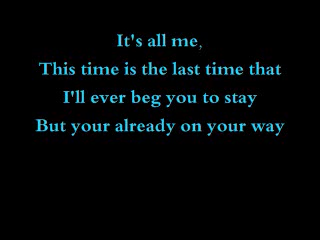 It's all me,
This time is the last time that
I'll ever beg you to stay
But your already on your way